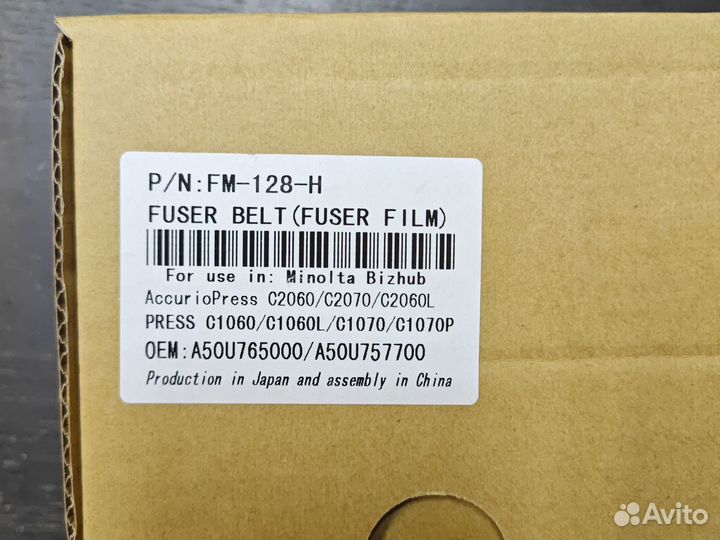 P/N:FM-128-H
FUSER BELT(FUSER FILM)
For use in: Minolta Bizhub
AccurioPress C2060/C2070/C2060L
PRESS C1060/C1060L/C1070/C1070P
OEM:A50U765000/A50U757700
Production in Japan and assembly in China
Avito